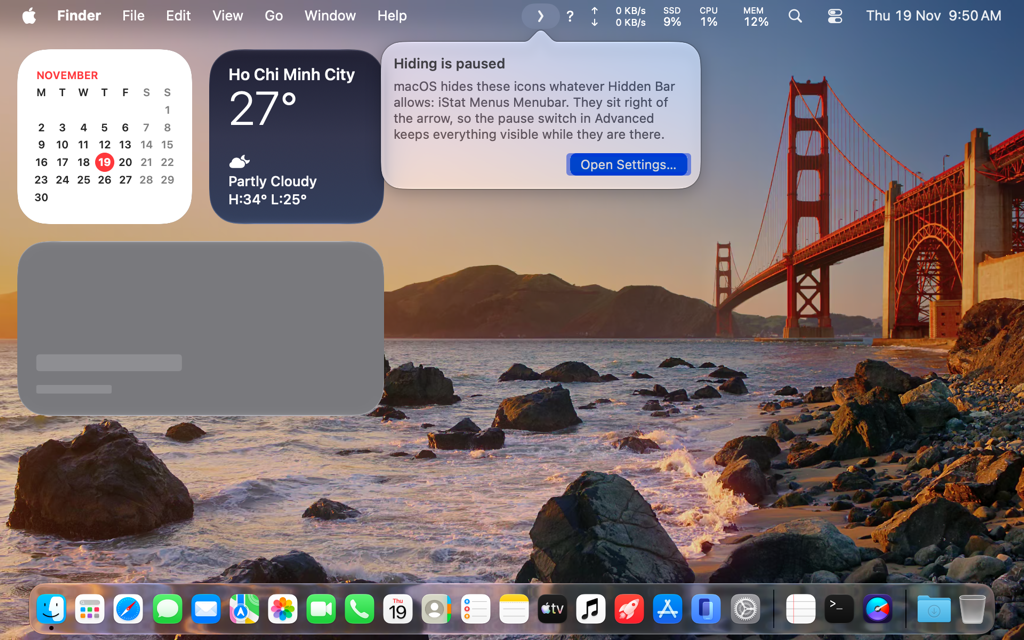 Finder File Edit View Go Window Help
❯ ? ↑ ↓ 0 KB/s 0 KB/s SSD 9% CPU 1% MEM 12% Thu 19 Nov 9:50 AM
NOVEMBER
M T W T F S S
1
2 3 4 5 6 7 8
9 10 11 12 13 14 15
16 17 18 19 20 21 22
23 24 25 26 27 28 29
30
Ho Chi Minh City
27°
Partly Cloudy
H:34° L:25°
Hiding is paused
macOS hides these icons whatever Hidden Bar
allows: iStat Menus Menubar. They sit right of
the arrow, so the pause switch in Advanced
keeps everything visible while they are there.
Open Settings...
Thu
19
tv
>_